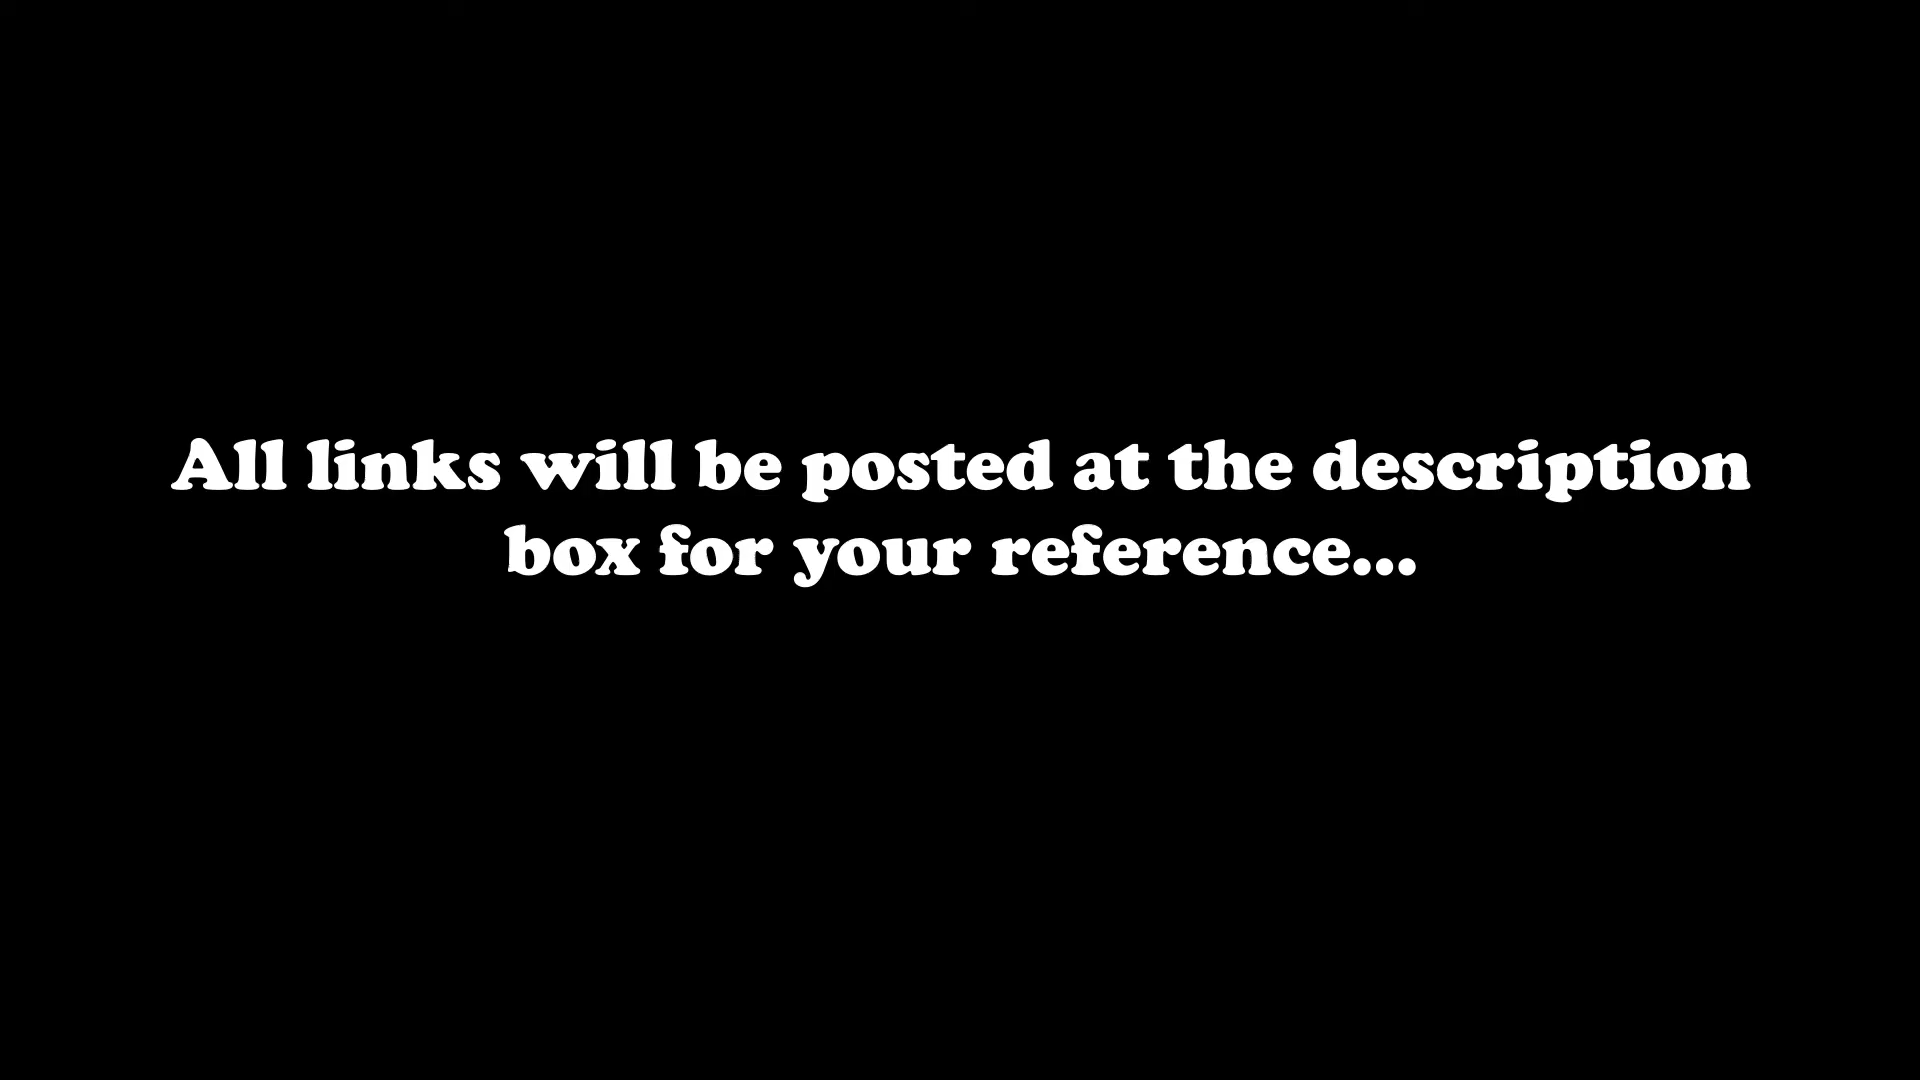 All links will be posted at the description
box for your reference...